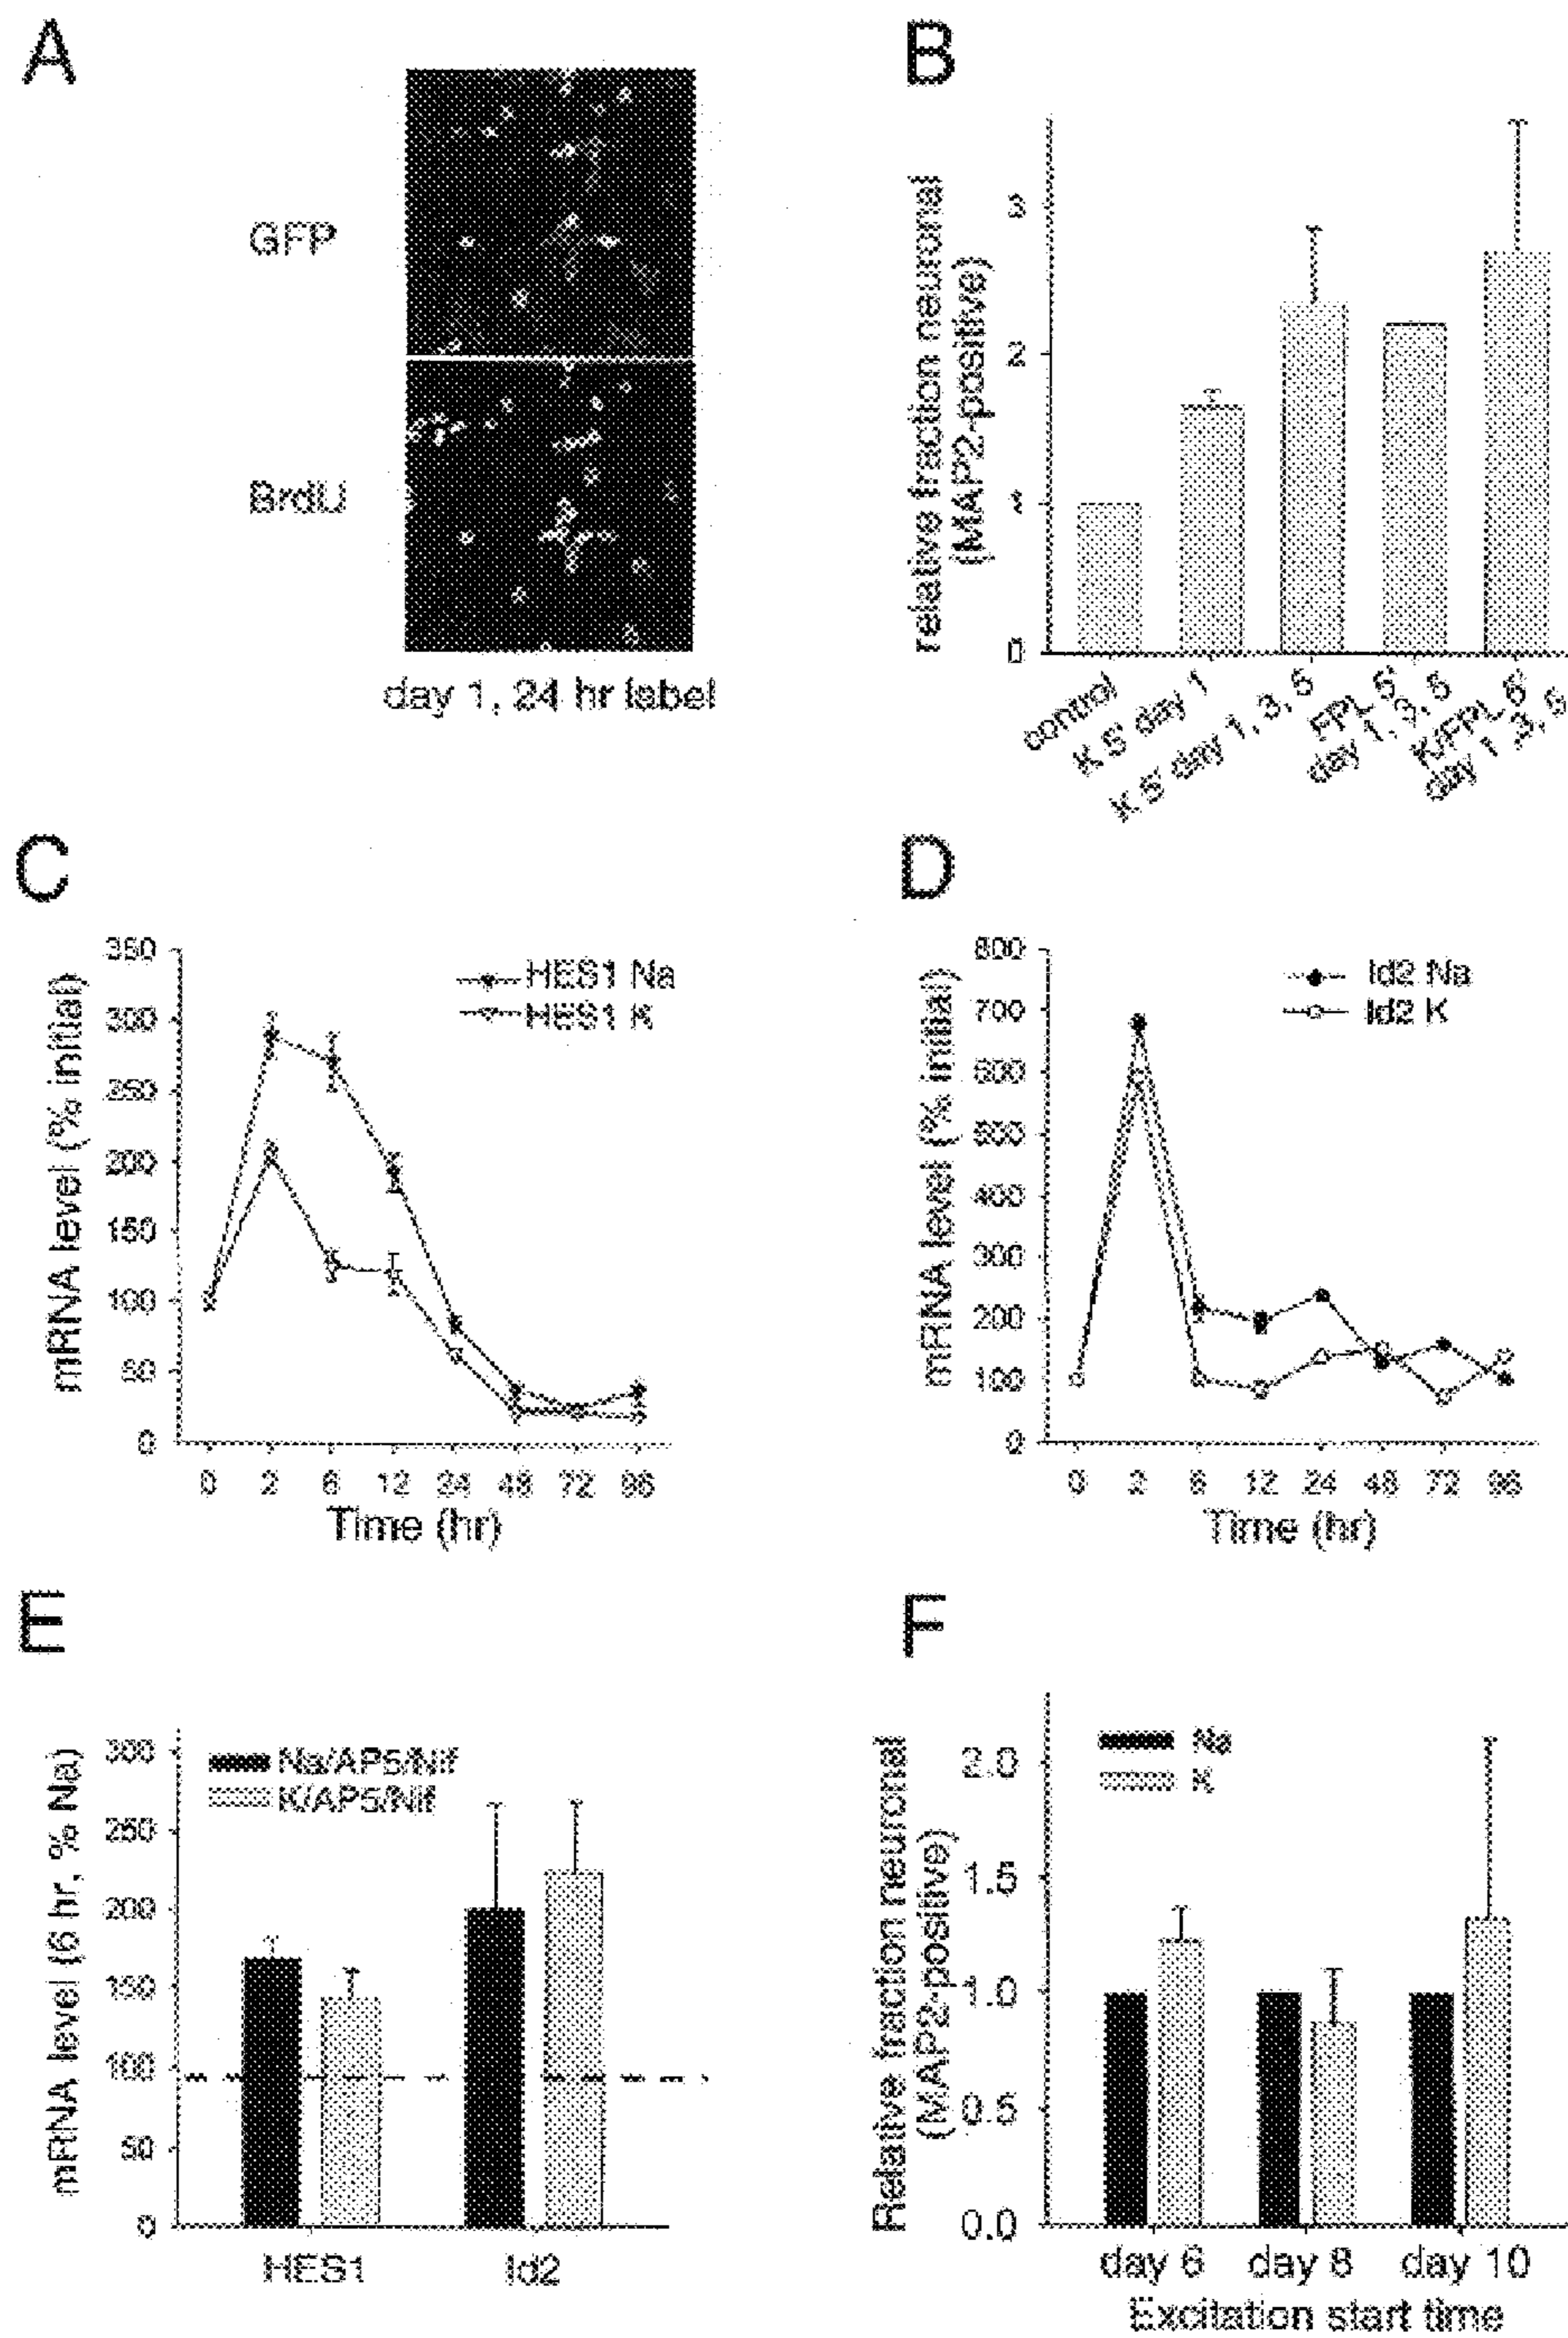 A
GFP
BrdU
day 1, 24 hr label
B
relative fraction neuronal
(MAP2-positive)
3
2
1
0
control
K 5' day 1
K 5' day 1, 3, 5
FPL 5'
day 1, 3, 5
K/FPL 5'
day 1, 3, 5
C
mRNA level (% initial)
350
300
250
200
150
100
50
0
HES1 Na
HES1 K
0 2 6 12 24 48 72 96
Time (hr)
D
mRNA level (% initial)
800
700
600
500
400
300
200
100
0
Id2 Na
Id2 K
0 2 6 12 24 48 72 96
Time (hr)
E
mRNA level (6 hr, % Na)
300
250
200
150
100
50
0
Na/AP5/Nif
K/AP5/Nif
HES1 Id2
F
Relative fraction neuronal
(MAP2-positive)
2.0
1.5
1.0
0.5
0.0
Na
K
day 6 day 8 day 10
Excitation start time